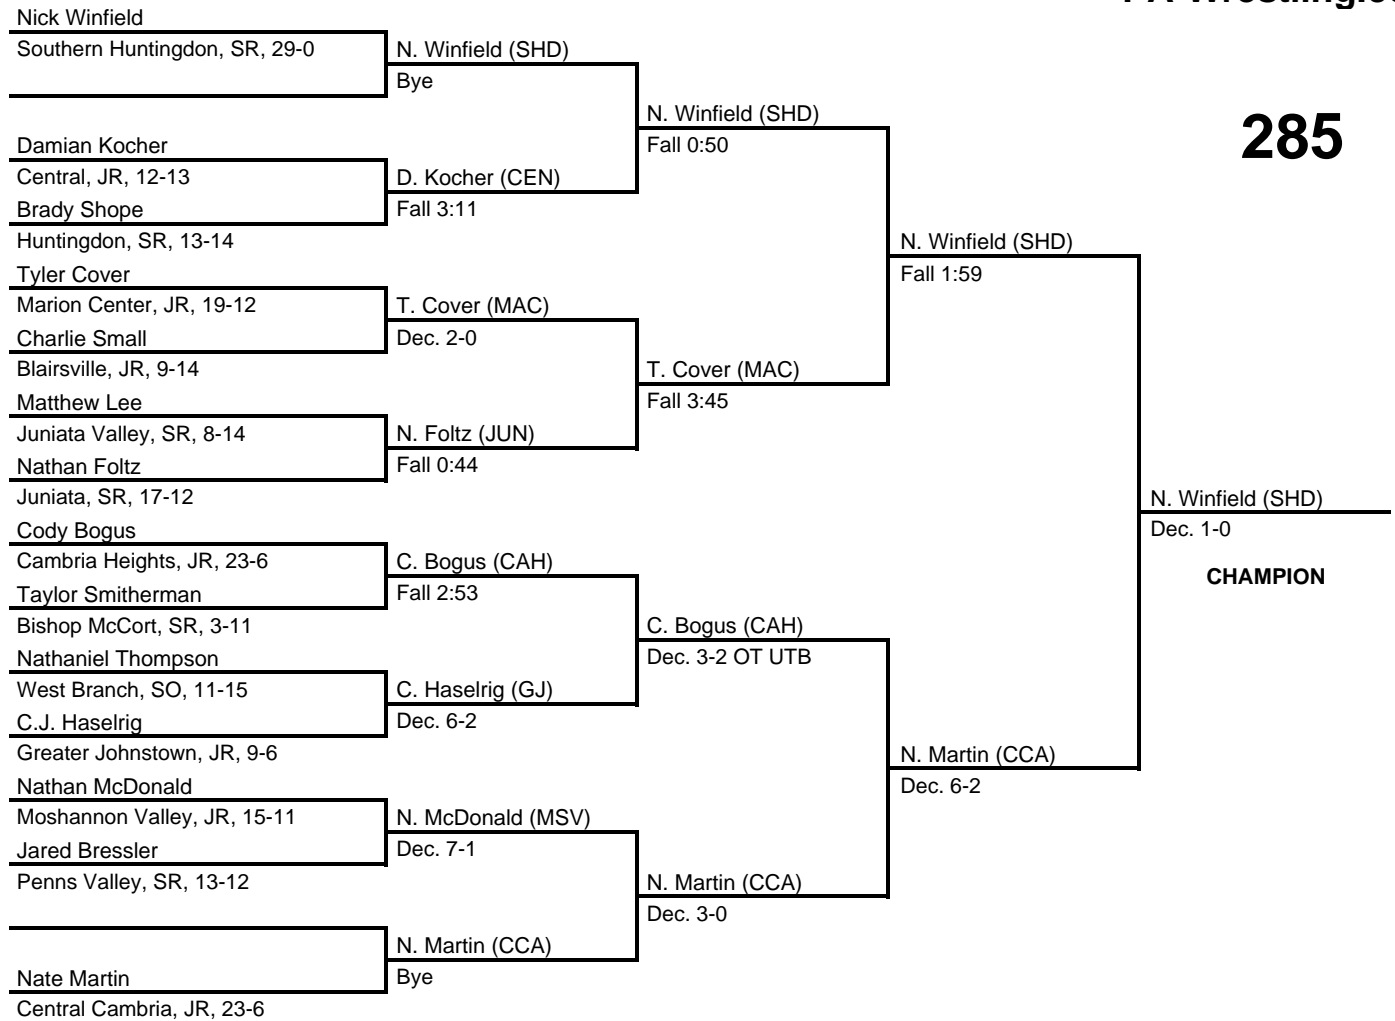 Nick Winfield
Southern Huntingdon, SR, 29-0
N. Winfield (SHD)
Bye
N. Winfield (SHD)
Fall 0:50
285
Damian Kocher
Central, JR, 12-13
D. Kocher (CEN)
Brady Shope
Fall 3:11
Huntingdon, SR, 13-14
N. Winfield (SHD)
Fall 1:59
Tyler Cover
Marion Center, JR, 19-12
T. Cover (MAC)
Charlie Small
Dec. 2-0
Blairsville, JR, 9-14
T. Cover (MAC)
Fall 3:45
Matthew Lee
Juniata Valley, SR, 8-14
N. Foltz (JUN)
Nathan Foltz
Fall 0:44
Juniata, SR, 17-12
N. Winfield (SHD)
Dec. 1-0
CHAMPION
Cody Bogus
Cambria Heights, JR, 23-6
C. Bogus (CAH)
Taylor Smitherman
Fall 2:53
Bishop McCort, SR, 3-11
C. Bogus (CAH)
Dec. 3-2 OT UTB
Nathaniel Thompson
West Branch, SO, 11-15
C. Haselrig (GJ)
C.J. Haselrig
Dec. 6-2
Greater Johnstown, JR, 9-6
N. Martin (CCA)
Dec. 6-2
Nathan McDonald
Moshannon Valley, JR, 15-11
N. McDonald (MSV)
Jared Bressler
Dec. 7-1
Penns Valley, SR, 13-12
N. Martin (CCA)
Dec. 3-0
N. Martin (CCA)
Nate Martin
Bye
Central Cambria, JR, 23-6